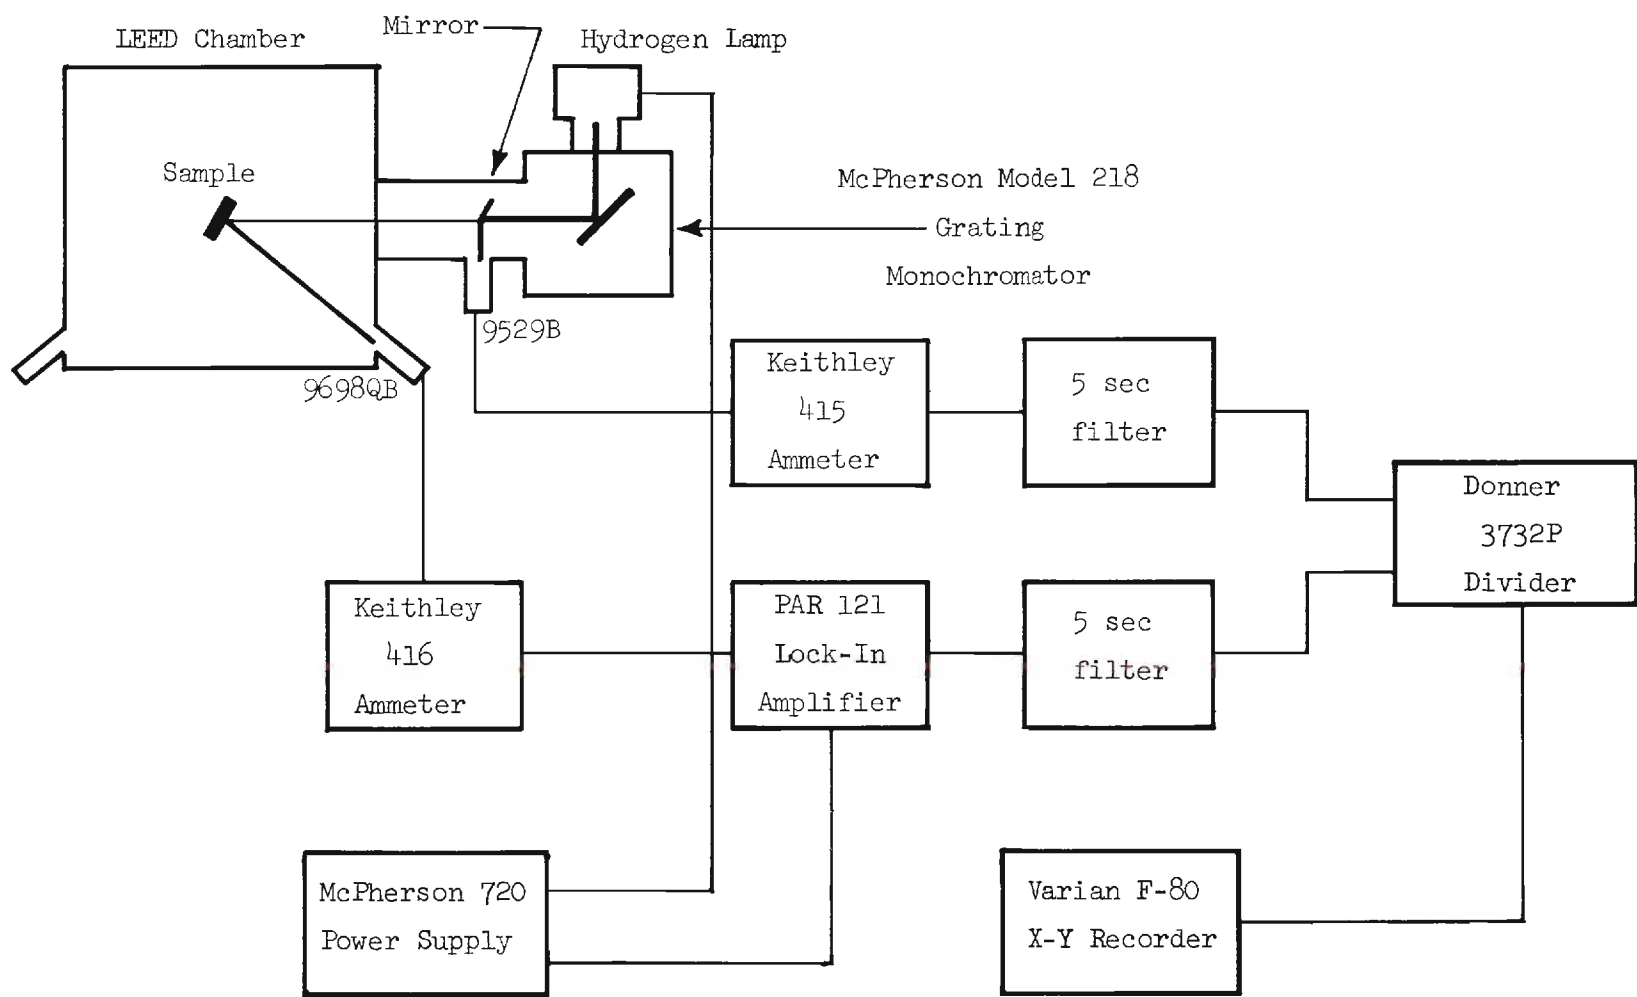 LEED Chamber
Mirror
Hydrogen Lamp
Sample
McPherson Model 218
Grating
Monochromator
9529B
9698QB
Keithley
415
Ammeter
5 sec
filter
Donner
3732P
Divider
Keithley
416
Ammeter
PAR 121
Lock-In
Amplifier
5 sec
filter
McPherson 720
Power Supply
Varian F-80
X-Y Recorder